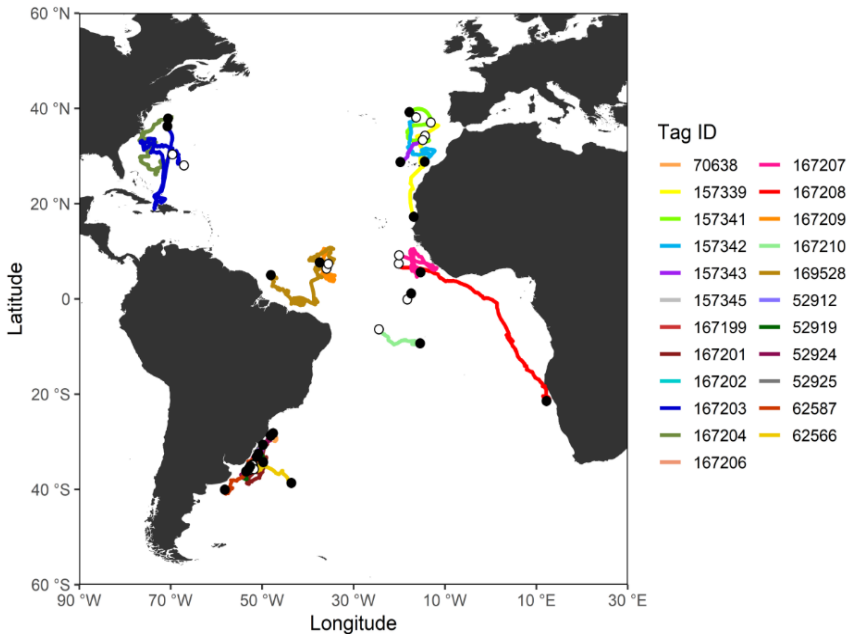 60 °N
40 °N
20 °N
0
20 °S
40 °S
60 °S
Latitude
90 °W 70 °W 50 °W 30 °W 10 °W 10 °E 30 °E
Longitude
Tag ID
70638 167207
157339 167208
157341 167209
157342 167210
157343 169528
157345 52912
167199 52919
167201 52924
167202 52925
167203 62587
167204 62566
167206